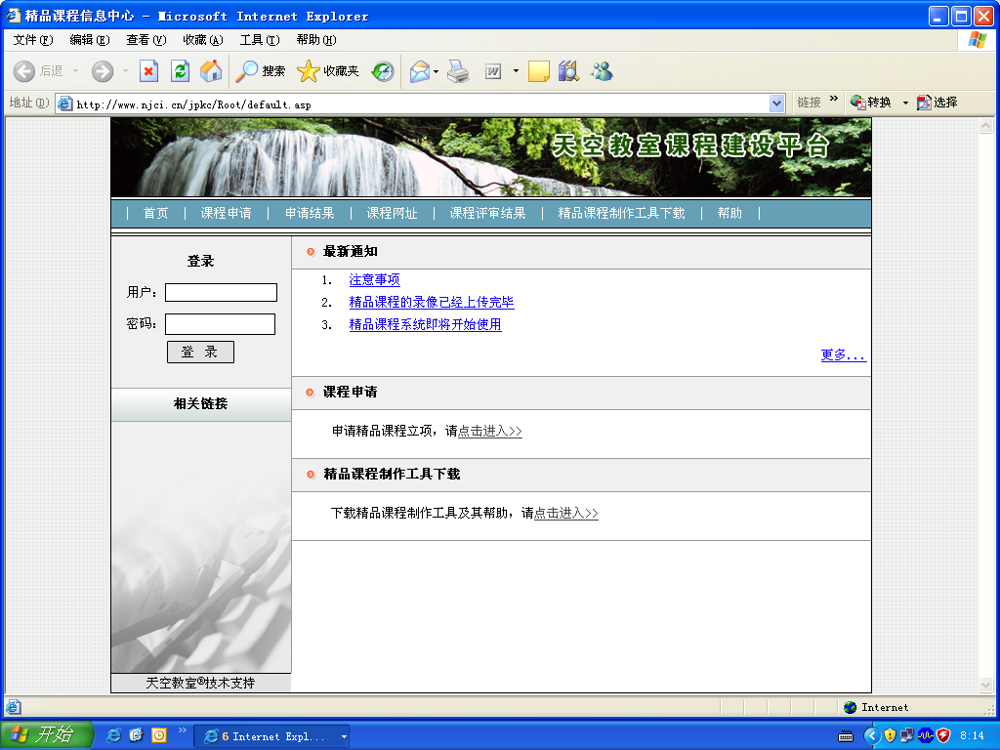 精品课程信息中心 - Microsoft Internet Explorer
文件(F) 编辑(E) 查看(V) 收藏(A) 工具(T) 帮助(H)
后退 搜索 收藏夹
地址(D) http://www.njci.cn/jpkc/Root/default.asp 链接 » 转换 选择
天空教室课程建设平台
| 首页 | 课程申请 | 申请结果 | 课程网址 | 课程评审结果 | 精品课程制作工具下载 | 帮助 |
登录
用户:
密码:
登 录
相关链接
天空教室®技术支持
最新通知
1. 注意事项
2. 精品课程的录像已经上传完毕
3. 精品课程系统即将开始使用
更多...
课程申请
申请精品课程立项，请点击进入>>
精品课程制作工具下载
下载精品课程制作工具及其帮助，请点击进入>>
Internet
开始 » 6 Internet Expl... 8:14